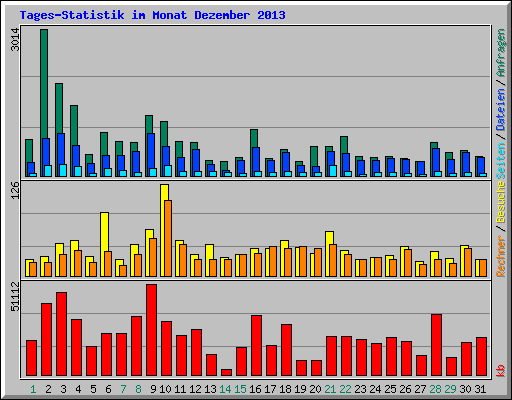 Tages-Statistik im Monat Dezember 2013
3014
Rechner / Besuche Seiten / Dateien / Anfragen
126
51112
kb
1 2 3 4 5 6 7 8 9 10 11 12 13 14 15 16 17 18 19 20 21 22 23 24 25 26 27 28 29 30 31